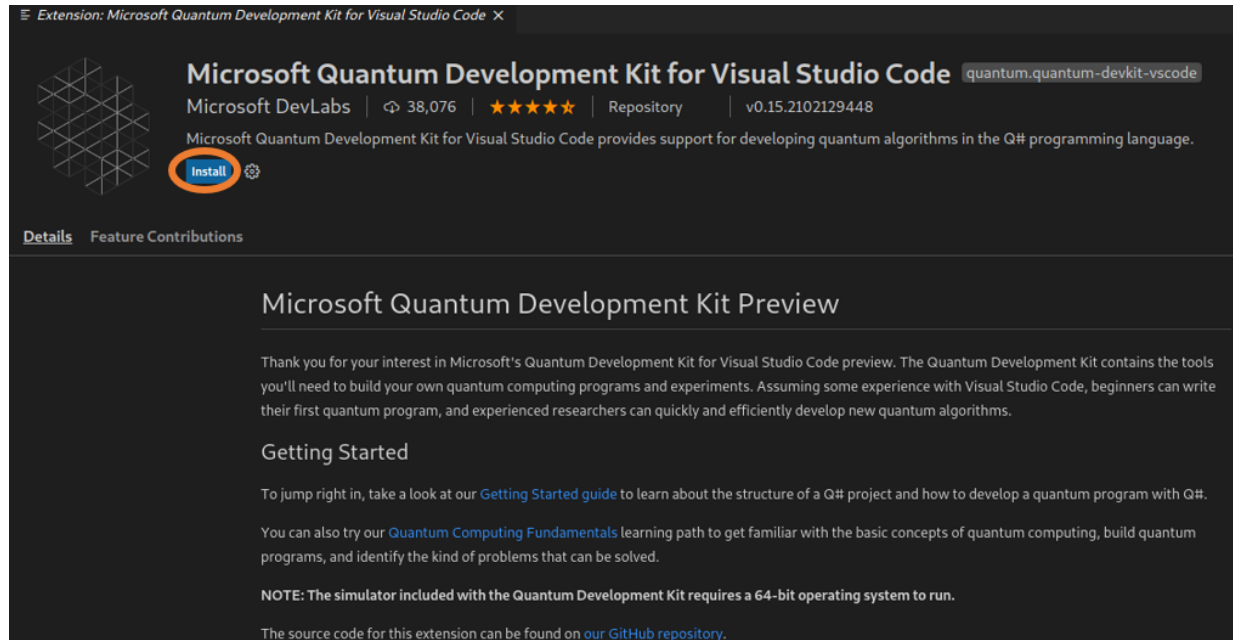 Extension: Microsoft Quantum Development Kit for Visual Studio Code
Microsoft Quantum Development Kit for Visual Studio Code quantum.quantum-devkit-vscode
Microsoft DevLabs 38,076 Repository v0.15.2102129448
Microsoft Quantum Development Kit for Visual Studio Code provides support for developing quantum algorithms in the Q# programming language.
Install
Details Feature Contributions
Microsoft Quantum Development Kit Preview
Thank you for your interest in Microsoft's Quantum Development Kit for Visual Studio Code preview. The Quantum Development Kit contains the tools
you'll need to build your own quantum computing programs and experiments. Assuming some experience with Visual Studio Code, beginners can write
their first quantum program, and experienced researchers can quickly and efficiently develop new quantum algorithms.
Getting Started
To jump right in, take a look at our Getting Started guide to learn about the structure of a Q# project and how to develop a quantum program with Q#.
You can also try our Quantum Computing Fundamentals learning path to get familiar with the basic concepts of quantum computing, build quantum
programs, and identify the kind of problems that can be solved.
NOTE: The simulator included with the Quantum Development Kit requires a 64-bit operating system to run.
The source code for this extension can be found on our GitHub repository.